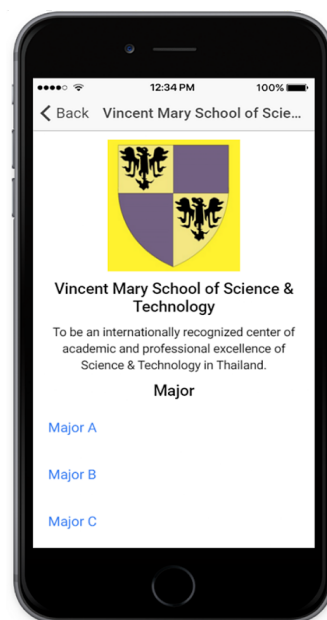 12:34 PM 100%
Back Vincent Mary School of Scie...
Vincent Mary School of Science &
Technology
To be an internationally recognized center of
academic and professional excellence of
Science & Technology in Thailand.
Major
Major A
Major B
Major C